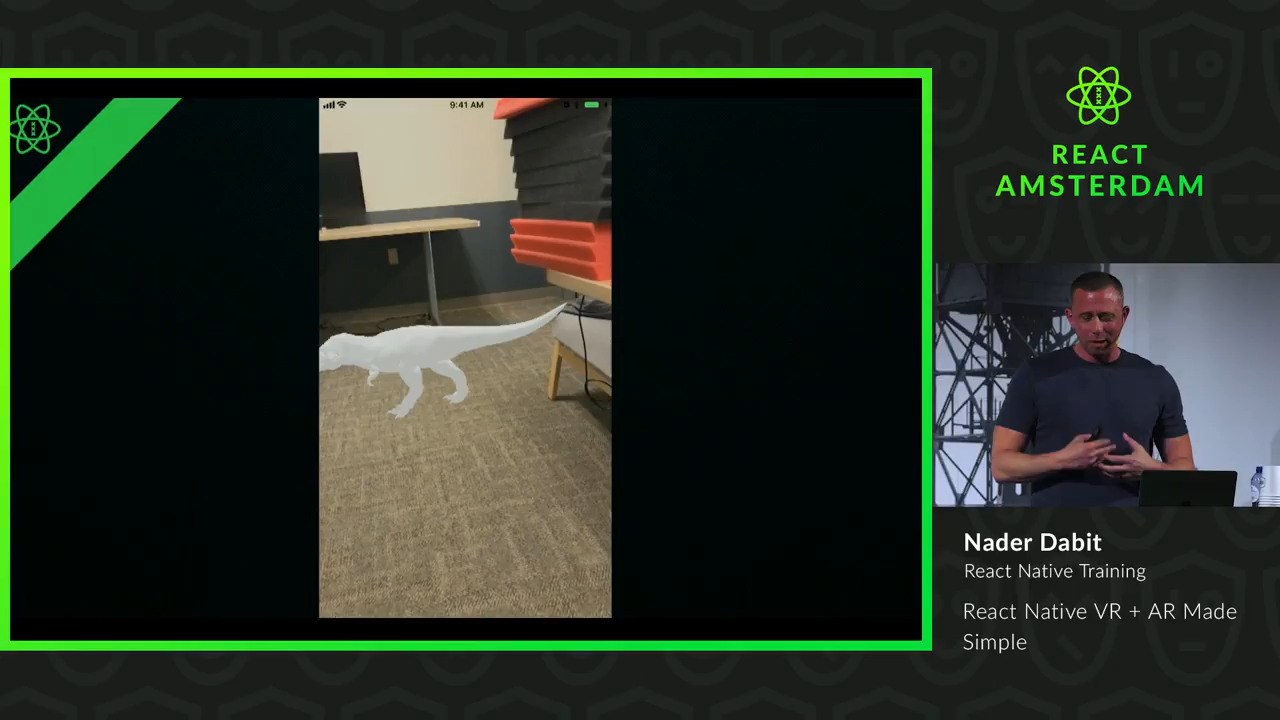 9:41 AM
REACT
AMSTERDAM
Nader Dabit
React Native Training
React Native VR + AR Made
Simple